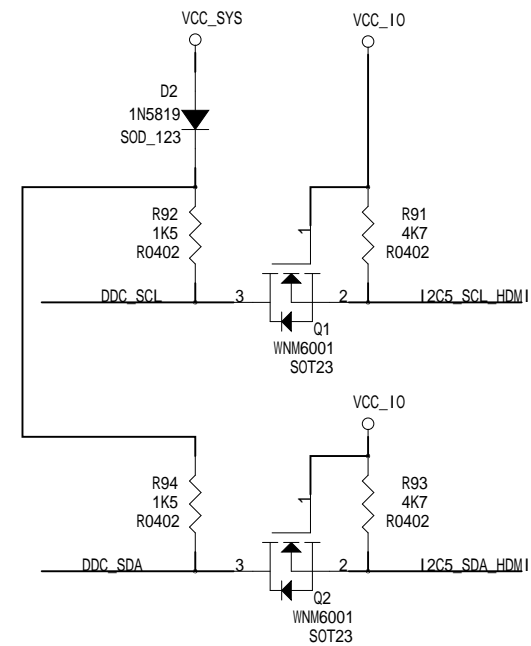 VCC_SYS
VCC_IO
D2
1N5819
SOD_123
R92
1K5
R0402
1
R91
4K7
R0402
DDC_SCL
3
2
I2C5_SCL_HDMI
Q1
WNM6001
SOT23
VCC_IO
R94
1K5
R0402
1
R93
4K7
R0402
DDC_SDA
3
2
I2C5_SDA_HDMI
Q2
WNM6001
SOT23